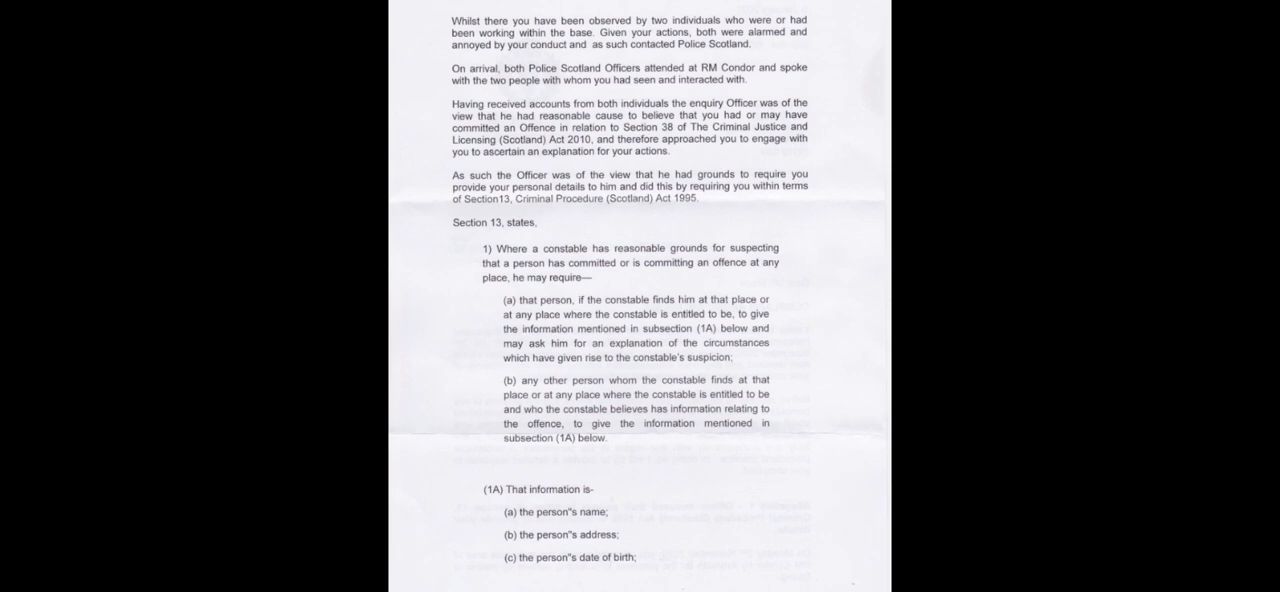 Whilst there you have been observed by two individuals who were or had
been working within the base. Given your actions, both were alarmed and
annoyed by your conduct and as such contacted Police Scotland.
On arrival, both Police Scotland Officers attended at RM Condor and spoke
with the two people with whom you had seen and interacted with.
Having received accounts from both individuals the enquiry Officer was of the
view that he had reasonable cause to believe that you had or may have
committed an Offence in relation to Section 38 of The Criminal Justice and
Licensing (Scotland) Act 2010, and therefore approached you to engage with
you to ascertain an explanation for your actions.
As such the Officer was of the view that he had grounds to require you
provide your personal details to him and did this by requiring you within terms
of Section13, Criminal Procedure (Scotland) Act 1995.
Section 13, states,
1) Where a constable has reasonable grounds for suspecting
that a person has committed or is committing an offence at any
place, he may require—
(a) that person, if the constable finds him at that place or
at any place where the constable is entitled to be, to give
the information mentioned in subsection (1A) below and
may ask him for an explanation of the circumstances
which have given rise to the constable's suspicion;
(b) any other person whom the constable finds at that
place or at any place where the constable is entitled to be
and who the constable believes has information relating to
the offence, to give the information mentioned in
subsection (1A) below.
(1A) That information is-
(a) the person"s name;
(b) the person"s address;
(c) the person"s date of birth;